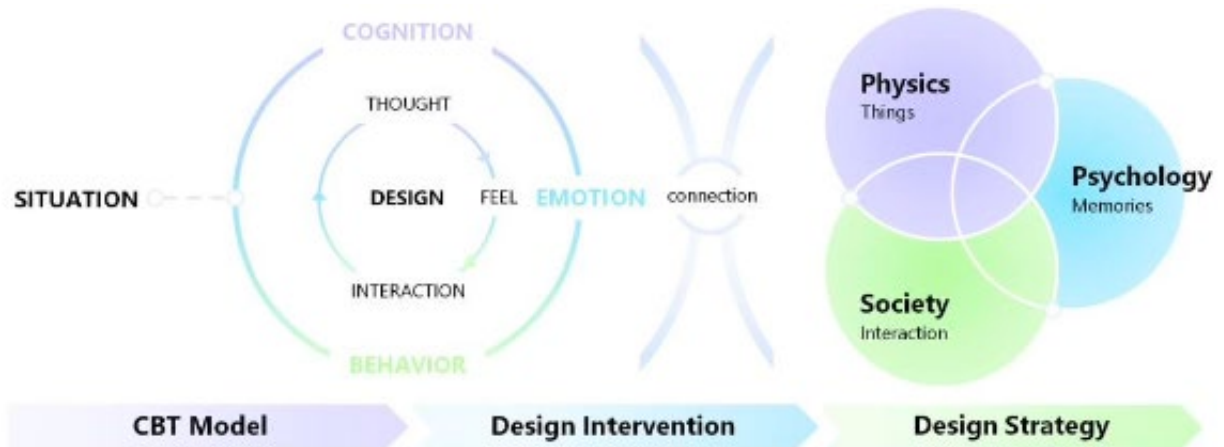 COGNITION
THOUGHT
SITUATION
DESIGN
FEEL
EMOTION
INTERACTION
BEHAVIOR
connection
Physics
Things
Psychology
Memories
Society
Interaction
CBT Model
Design Intervention
Design Strategy